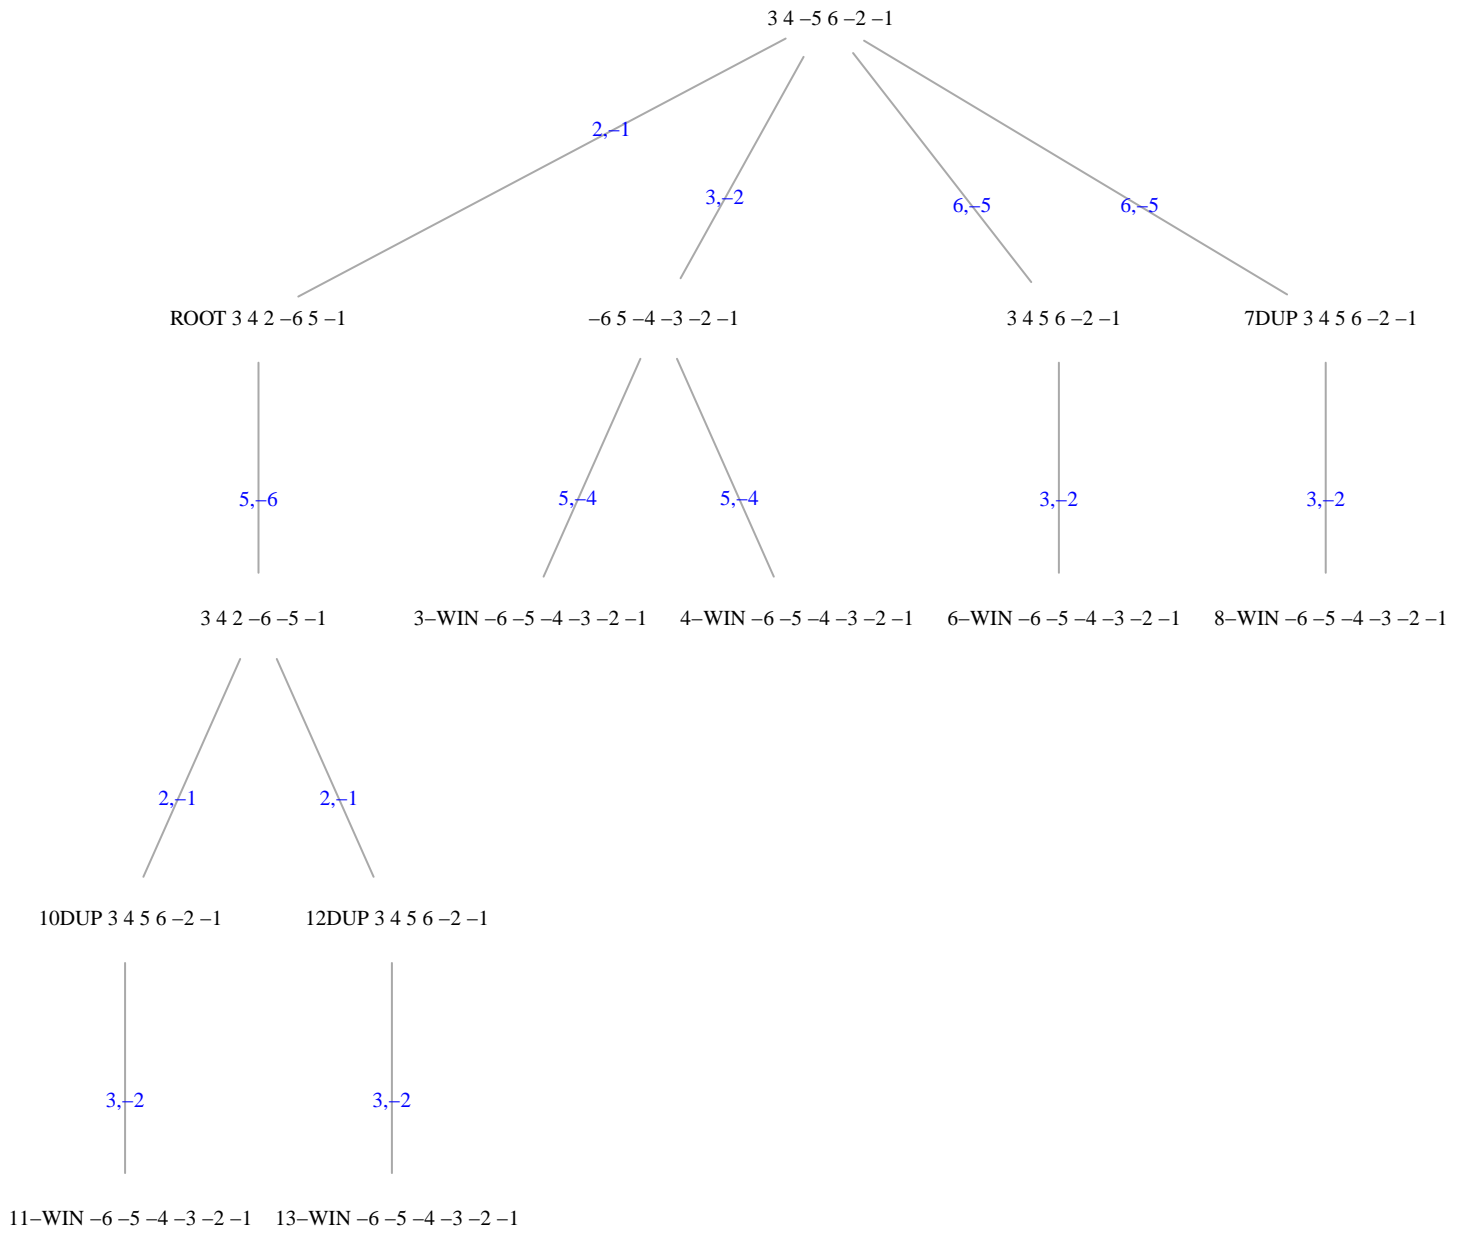 3 4 –5 6 –2 –1
2,–1
3,–2
6,–5
6,–5
ROOT 3 4 2 –6 5 –1
–6 5 –4 –3 –2 –1
3 4 5 6 –2 –1
7DUP 3 4 5 6 –2 –1
5,–6
5,–4
5,–4
3,–2
3,–2
3 4 2 –6 –5 –1
3–WIN –6 –5 –4 –3 –2 –1
4–WIN –6 –5 –4 –3 –2 –1
6–WIN –6 –5 –4 –3 –2 –1
8–WIN –6 –5 –4 –3 –2 –1
2,–1
2,–1
10DUP 3 4 5 6 –2 –1
12DUP 3 4 5 6 –2 –1
3,–2
3,–2
11–WIN –6 –5 –4 –3 –2 –1
13–WIN –6 –5 –4 –3 –2 –1